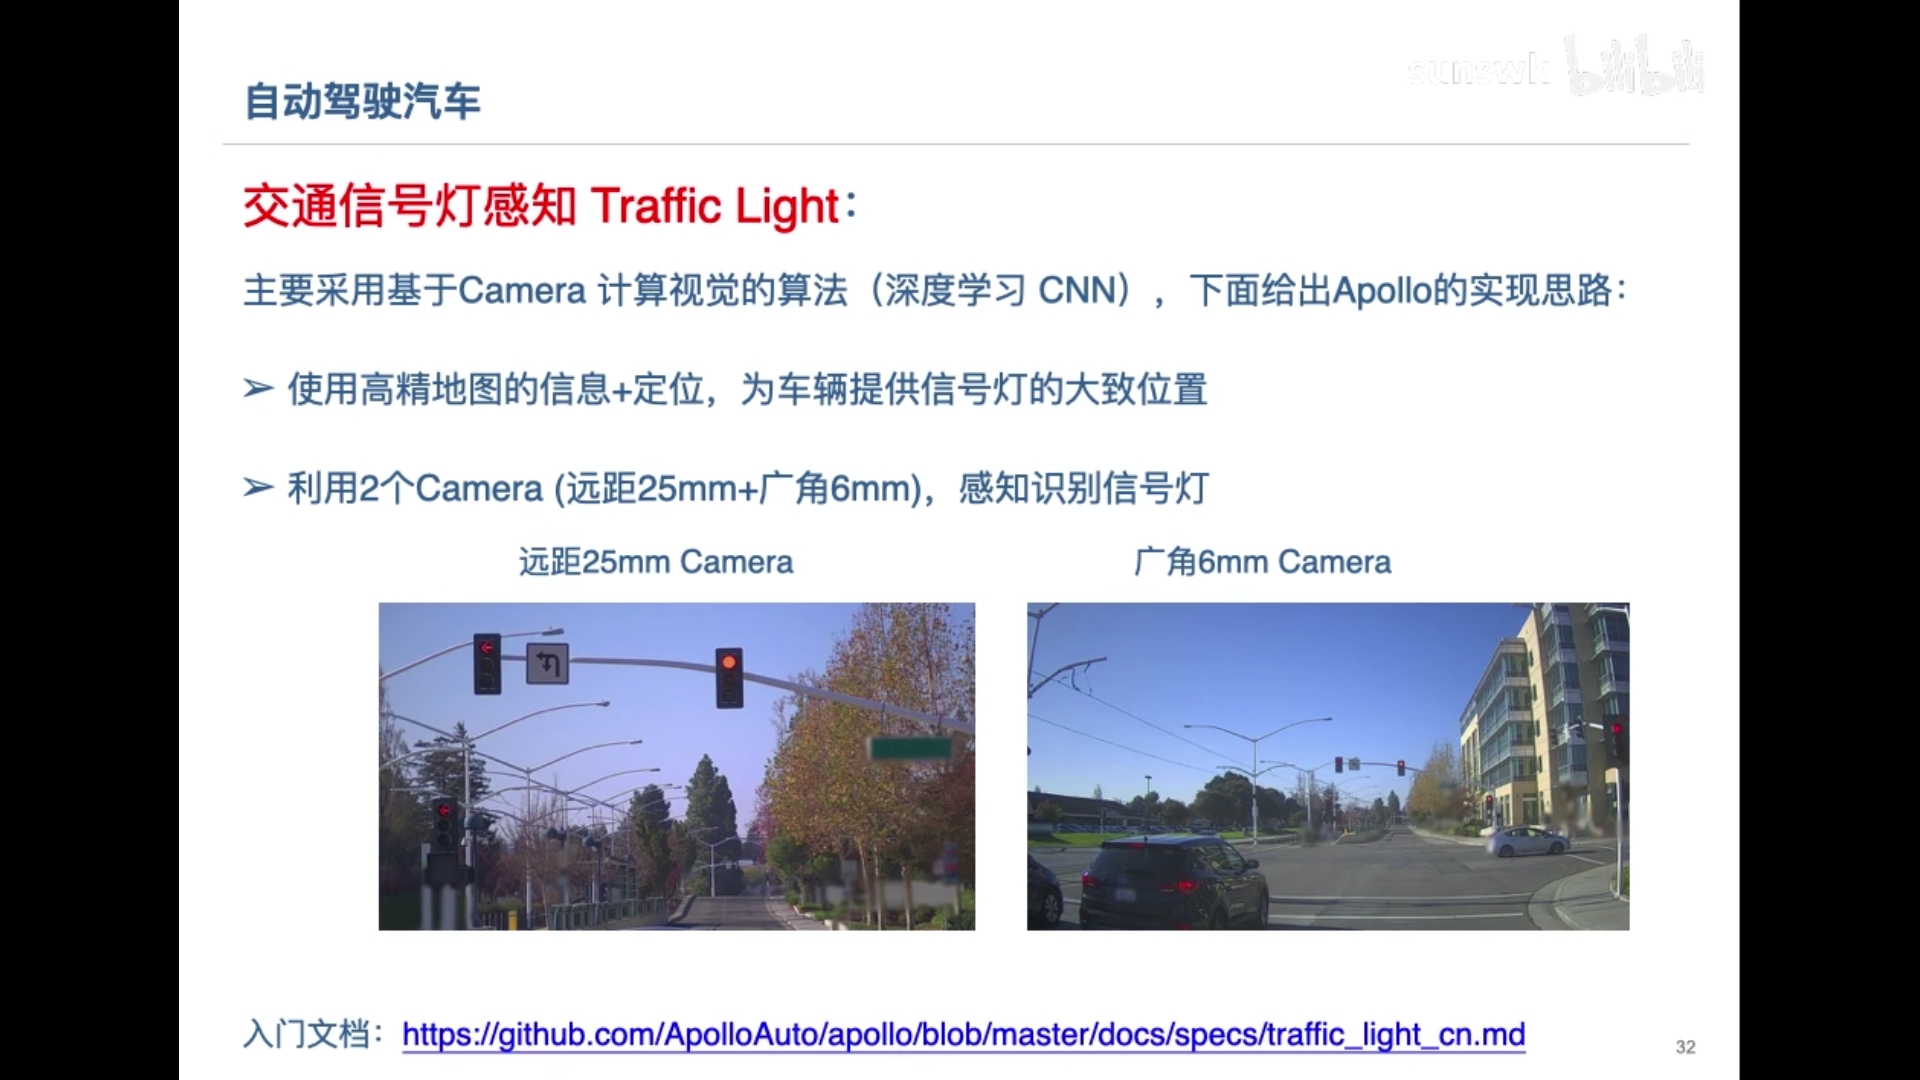 sunswk bilibili
自动驾驶汽车
交通信号灯感知 Traffic Light：
主要采用基于Camera 计算视觉的算法（深度学习 CNN），下面给出Apollo的实现思路：
➢ 使用高精地图的信息+定位，为车辆提供信号灯的大致位置
➢ 利用2个Camera (远距25mm+广角6mm)，感知识别信号灯
远距25mm Camera
广角6mm Camera
入门文档：https://github.com/ApolloAuto/apollo/blob/master/docs/specs/traffic_light_cn.md
32